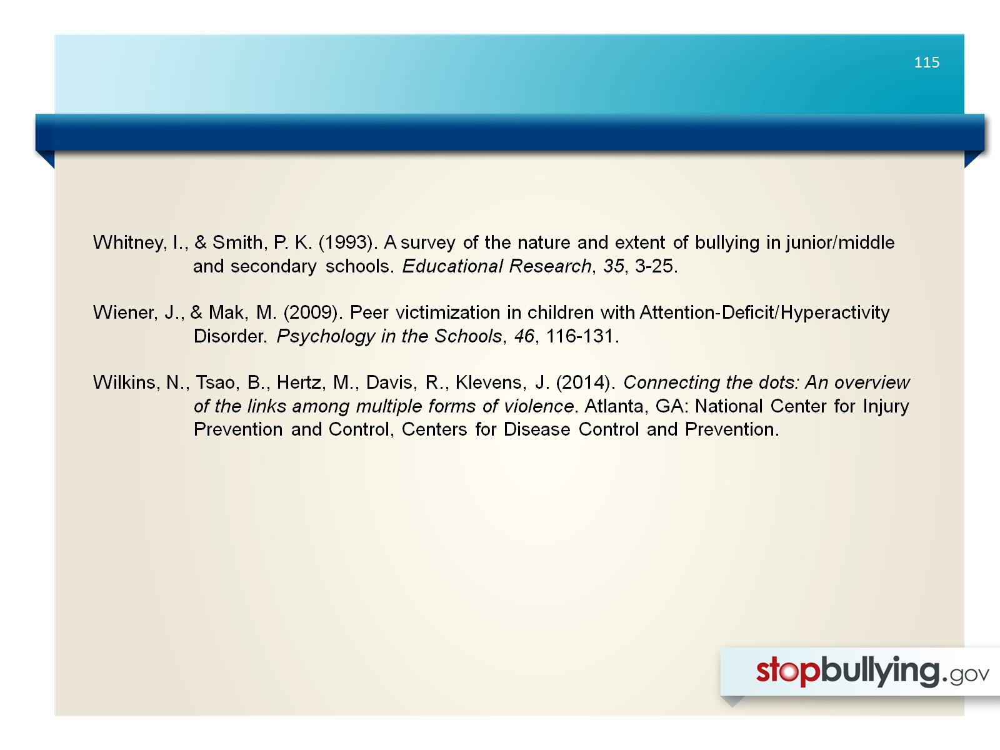 115
Whitney, I., & Smith, P. K. (1993). A survey of the nature and extent of bullying in junior/middle
and secondary schools. Educational Research, 35, 3-25.
Wiener, J., & Mak, M. (2009). Peer victimization in children with Attention-Deficit/Hyperactivity
Disorder. Psychology in the Schools, 46, 116-131.
Wilkins, N., Tsao, B., Hertz, M., Davis, R., Klevens, J. (2014). Connecting the dots: An overview
of the links among multiple forms of violence. Atlanta, GA: National Center for Injury
Prevention and Control, Centers for Disease Control and Prevention.
stopbullying.gov